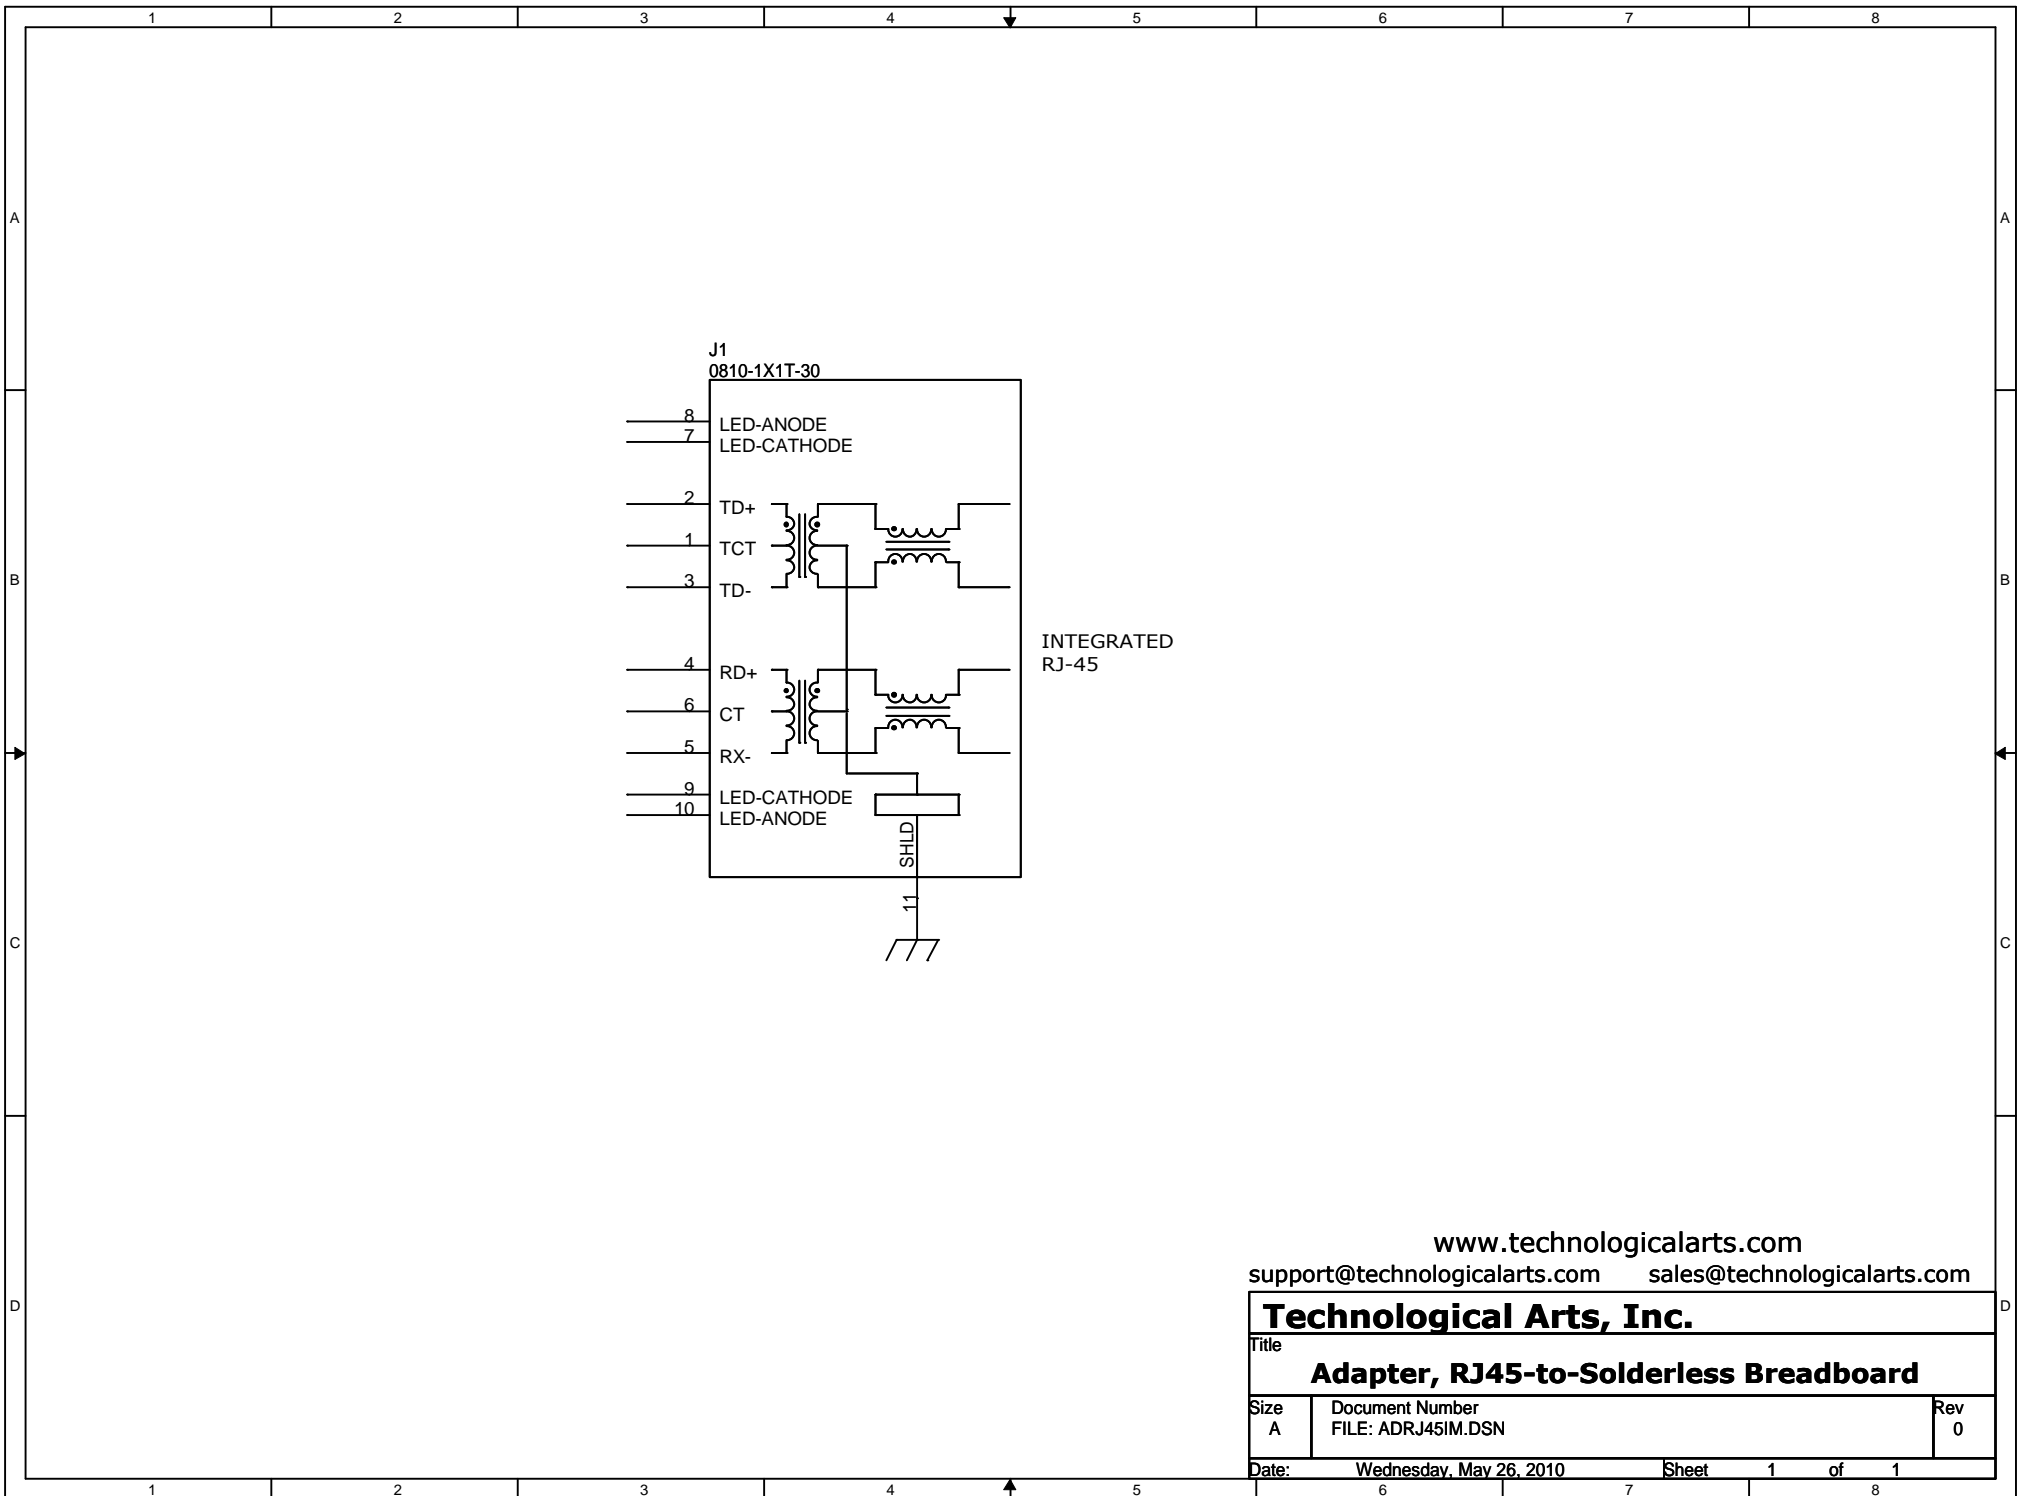 1 2 3 4 5 6 7 8
A A
J1
0810-1X1T-30
8 LED-ANODE
7 LED-CATHODE
2 TD+
1 TCT
B B
3 TD-
INTEGRATED
RJ-45
4 RD+
6 CT
5 RX-
9 LED-CATHODE
10 LED-ANODE
SHLD
11
C C
www.technologicalarts.com
support@technologicalarts.com sales@technologicalarts.com
D D
Technological Arts, Inc.
Title
Adapter, RJ45-to-Solderless Breadboard
Size Document Number Rev
A FILE: ADRJ45IM.DSN 0
Date: Wednesday, May 26, 2010 Sheet 1 of 1
1 2 3 4 5 6 7 8